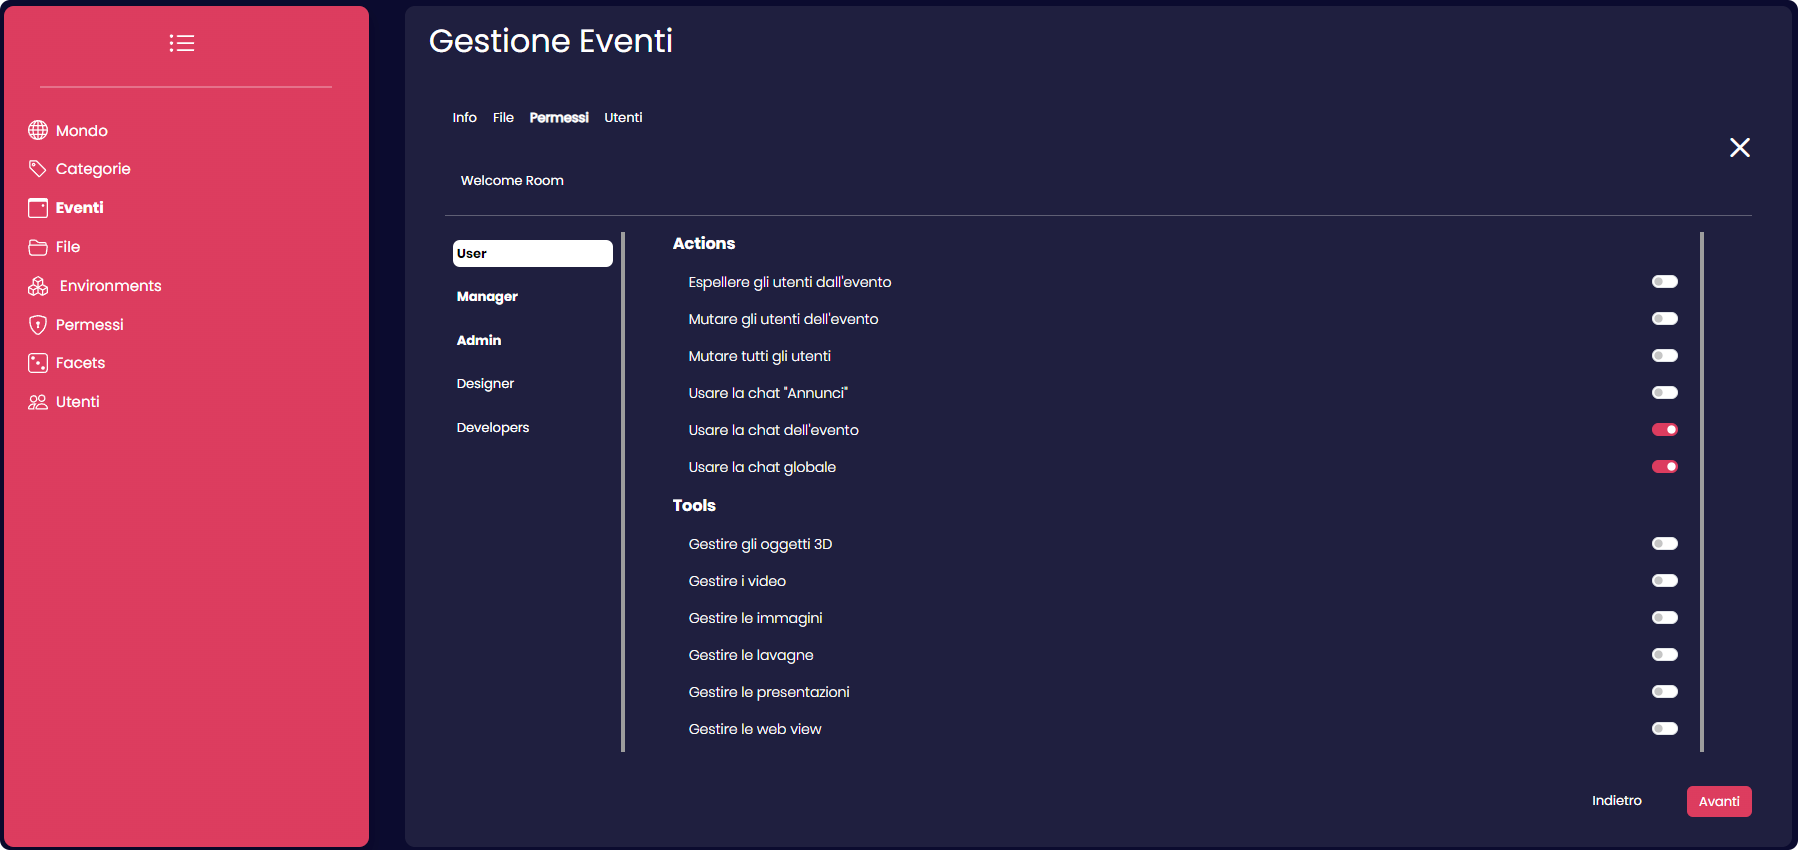 Mondo
Categorie
Eventi
File
Environments
Permessi
Facets
Utenti
Gestione Eventi
Info File Permessi Utenti
Welcome Room
User
Manager
Admin
Designer
Developers
Actions
Espellere gli utenti dall'evento
Mutare gli utenti dell'evento
Mutare tutti gli utenti
Usare la chat "Annunci"
Usare la chat dell'evento
Usare la chat globale
Tools
Gestire gli oggetti 3D
Gestire i video
Gestire le immagini
Gestire le lavagne
Gestire le presentazioni
Gestire le web view
Indietro
Avanti